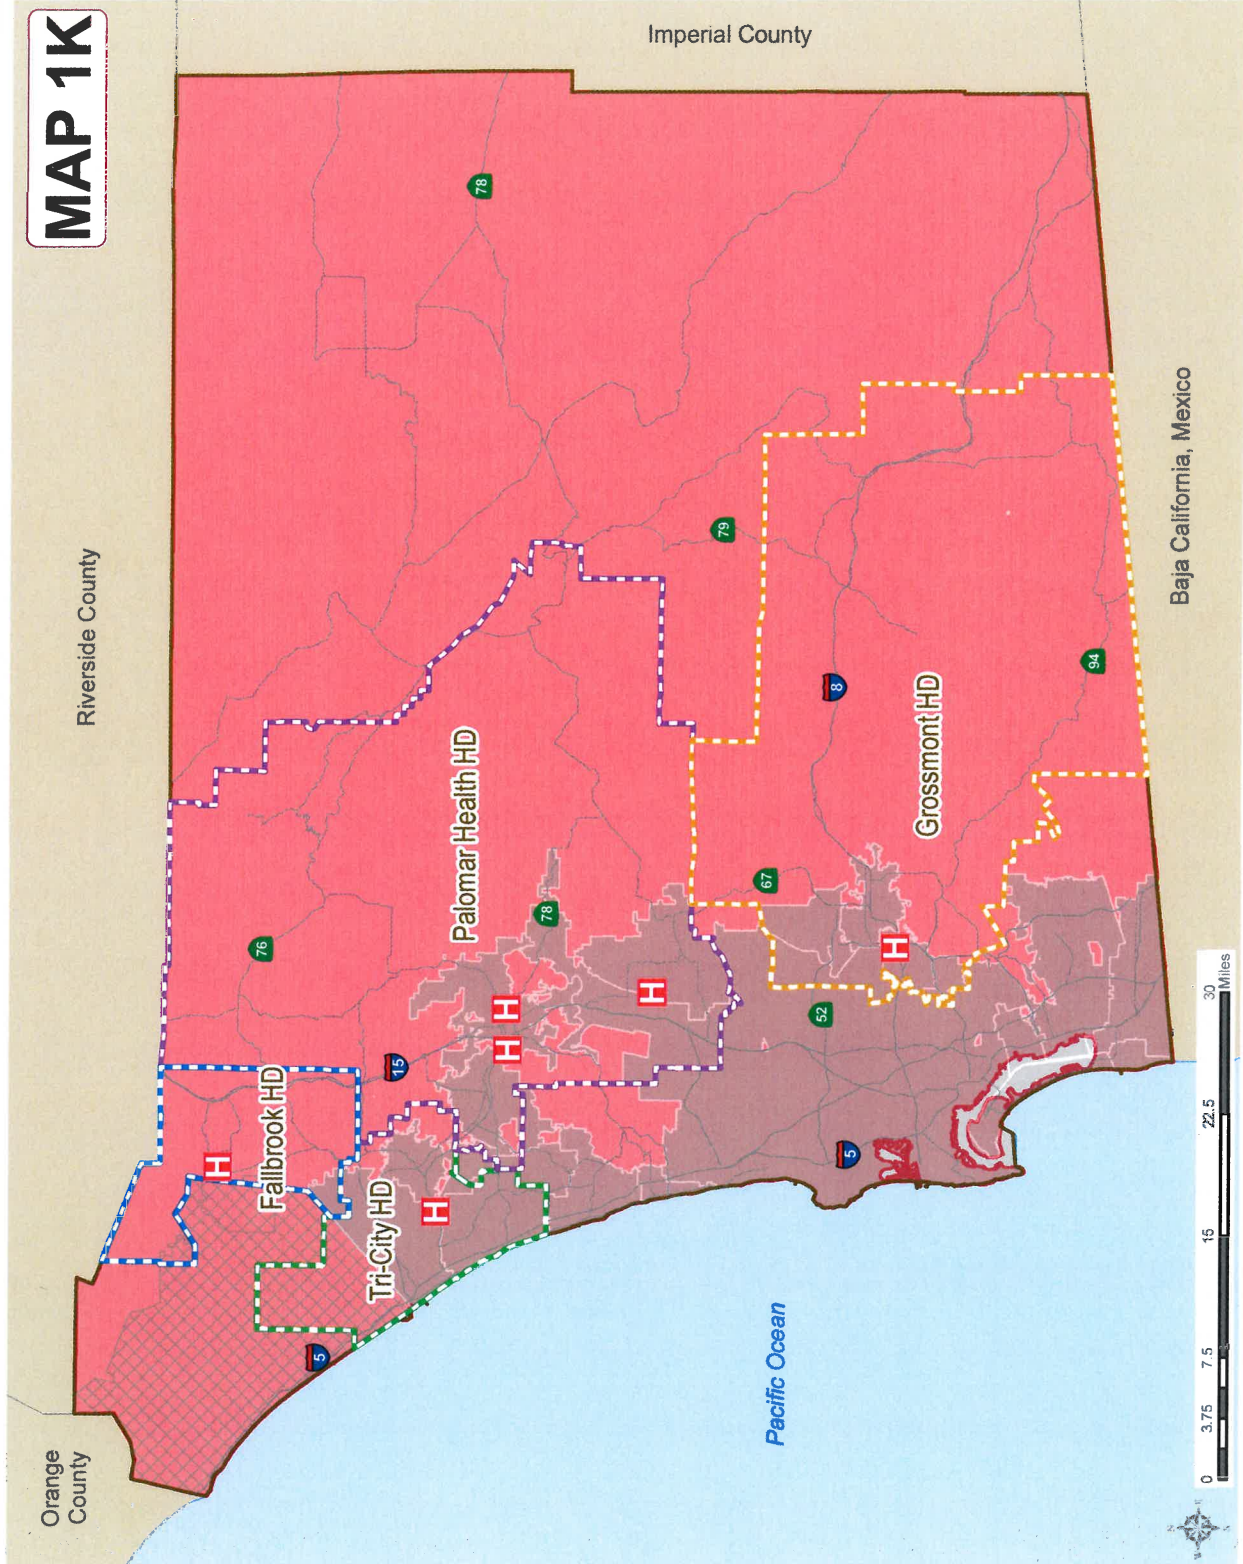 MAP 1K
Orange
County
Riverside County
Imperial County
Baja California, Mexico
Pacific Ocean
Fallbrook HD
Tri-City HD
Palomar Health HD
Grossmont HD
5
15
76
78
78
79
67
52
8
94
5
H
H
H
H
H
H
0 3.75 7.5 15 22.5 30
Miles